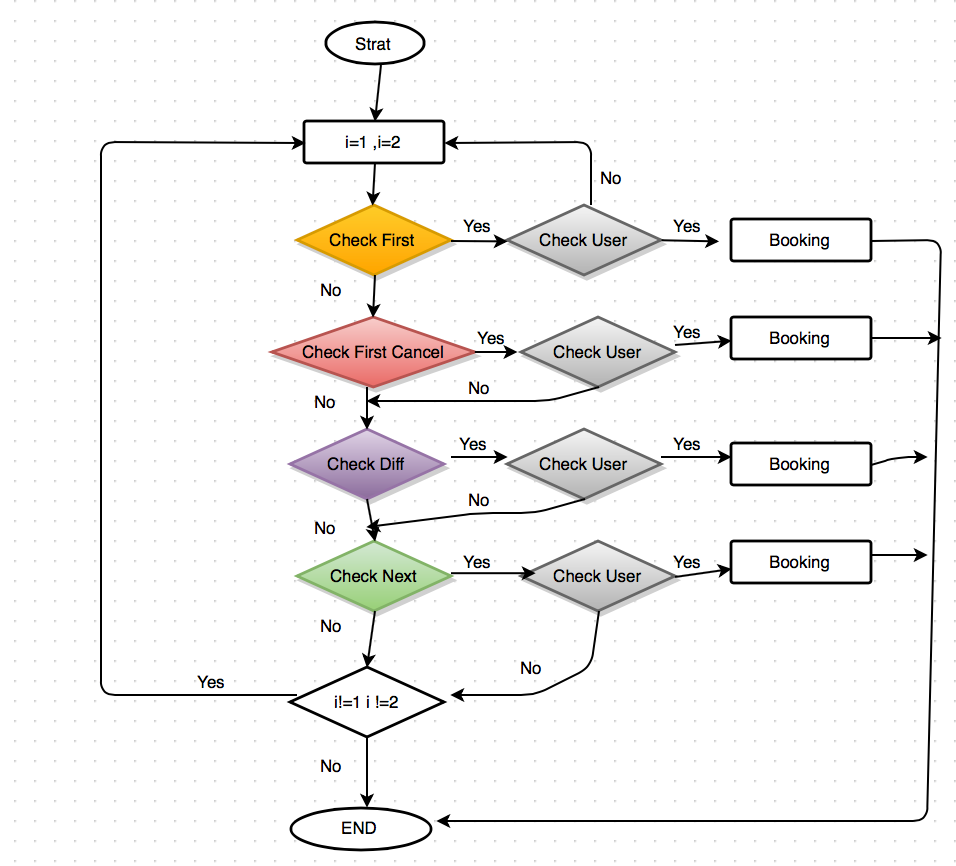 Strat
i=1 ,i=2
No
Check First
Yes
Check User
Yes
Booking
No
Check First Cancel
Yes
Check User
Yes
Booking
No
No
Check Diff
Yes
Check User
Yes
Booking
No
No
Check Next
Yes
Check User
Yes
Booking
No
No
Yes
i!=1 i !=2
No
END